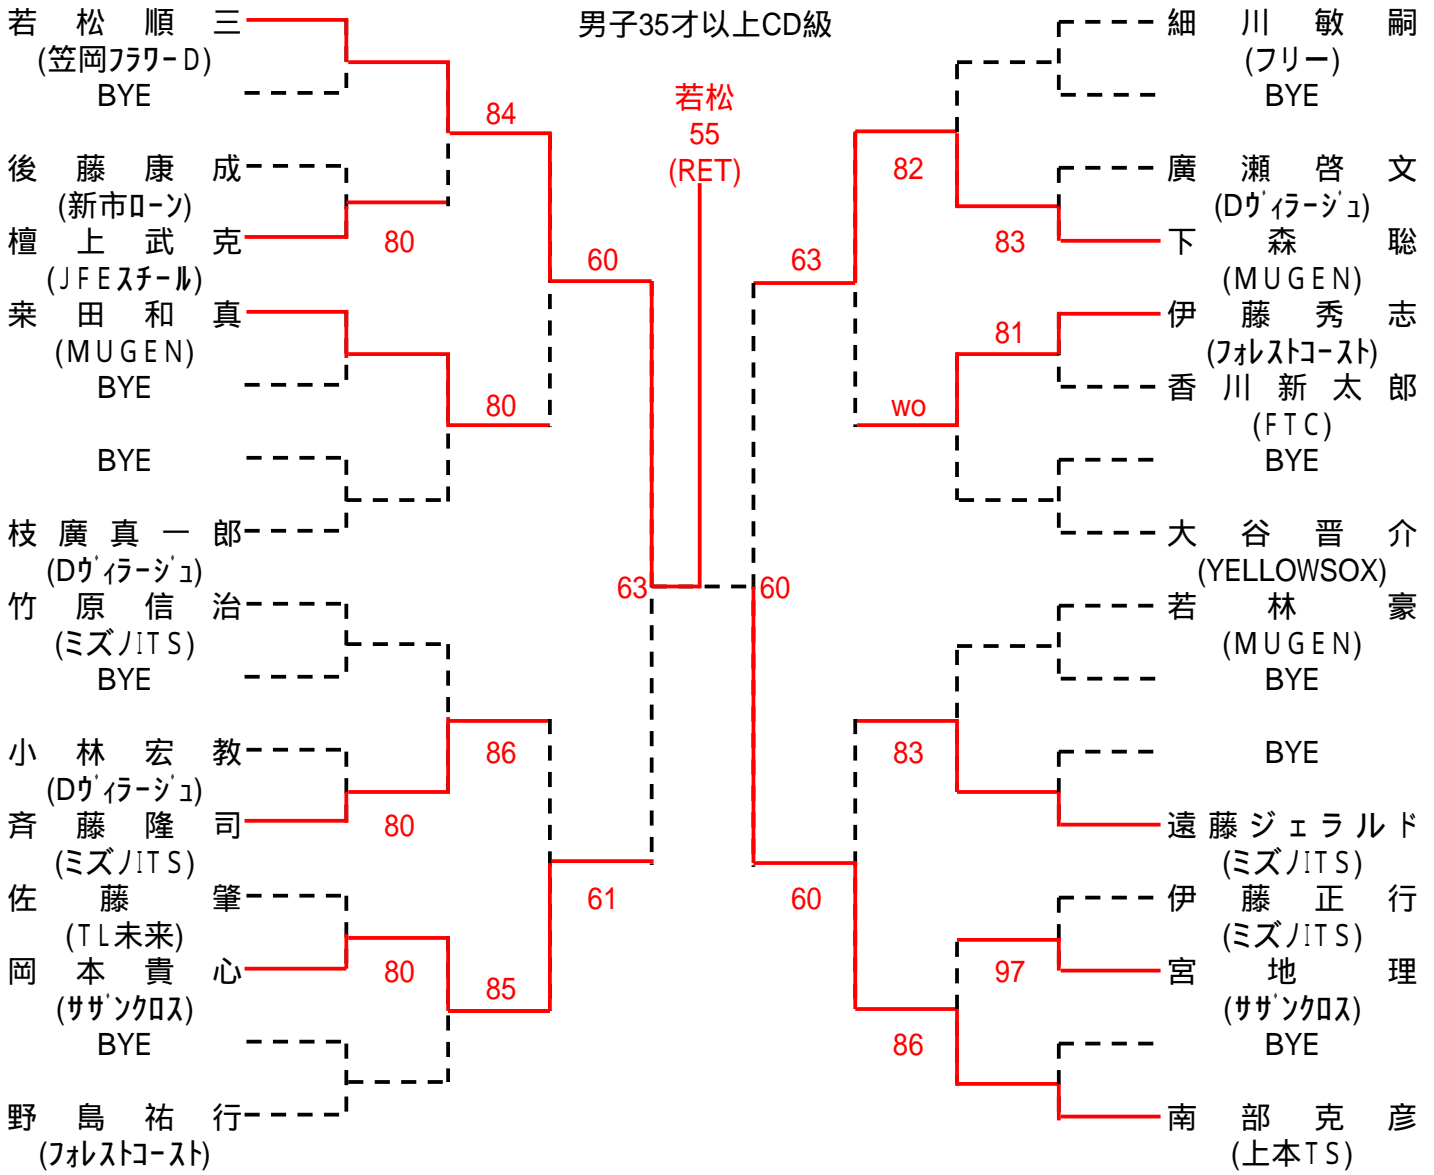 男子35才以上CD級
若松
55
(RET)
若松順三
(笠岡ﾌﾗﾜｰD)
BYE
84
後藤康成
(新市ﾛｰﾝ)
檀上武克
80
(JFEｽﾁｰﾙ)
60
桒田和真
(MUGEN)
BYE
80
BYE
枝廣真一郎
(Dｳﾞｨﾗｰｼﾞｭ)
63
竹原信治
(ミズノITS)
BYE
小林宏教
86
(Dｳﾞｨﾗｰｼﾞｭ)
斉藤隆司
80
(ミズノITS)
佐藤肇
61
(TL未来)
岡本貴心
80
85
(ｻｻﾞﾝｸﾛｽ)
BYE
野島祐行
(ﾌｫﾚｽﾄｺｰｽﾄ)
細川敏嗣
(フリー)
BYE
82
廣瀬啓文
(Dｳﾞｨﾗｰｼﾞｭ)
83
下森聡
63
(MUGEN)
伊藤秀志
81
(ﾌｫﾚｽﾄｺｰｽﾄ)
香川新太郎
wo
(FTC)
BYE
大谷晋介
(YELLOWSOX)
60
若林豪
(MUGEN)
BYE
83
BYE
遠藤ジェラルド
(ミズノITS)
60
伊藤正行
(ミズノITS)
97
宮地理
(ｻｻﾞﾝｸﾛｽ)
86
BYE
南部克彦
(上本TS)